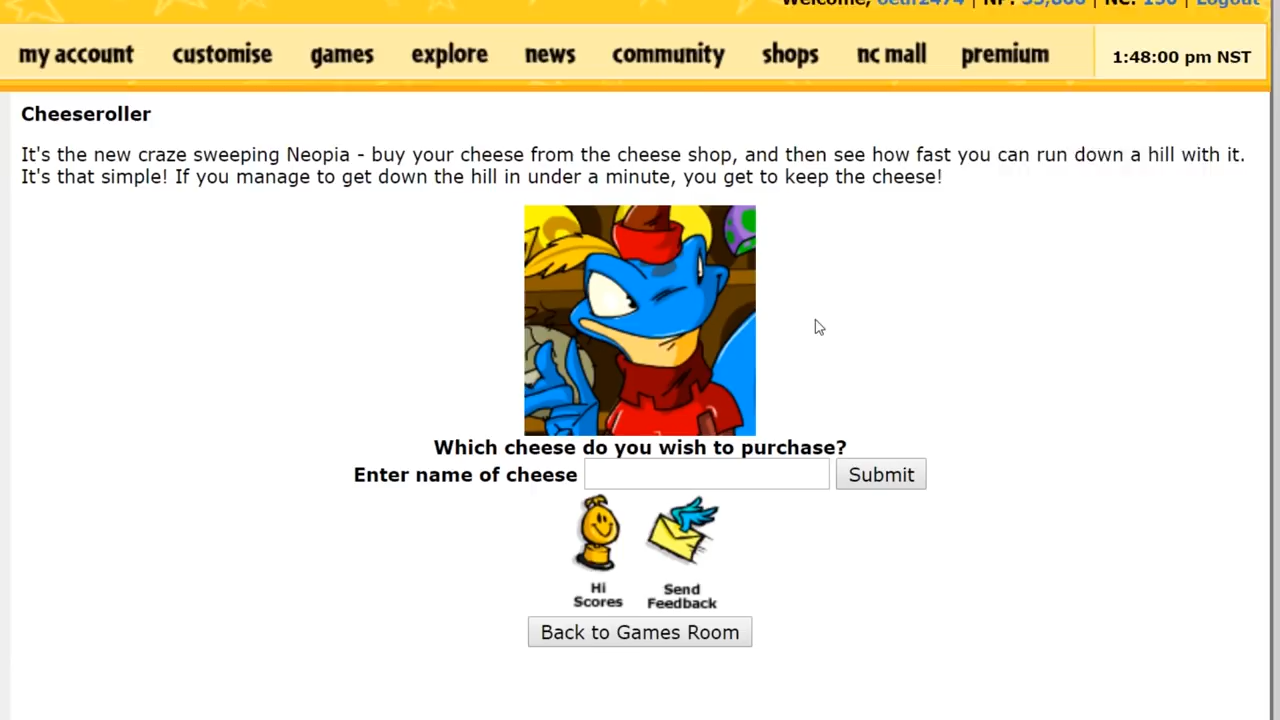 my account customise games explore news community shops nc mall premium 1:48:00 pm NST
Cheeseroller
It's the new craze sweeping Neopia - buy your cheese from the cheese shop, and then see how fast you can run down a hill with it.
It's that simple! If you manage to get down the hill in under a minute, you get to keep the cheese!
Which cheese do you wish to purchase?
Enter name of cheese Submit
Hi Send
Scores Feedback
Back to Games Room